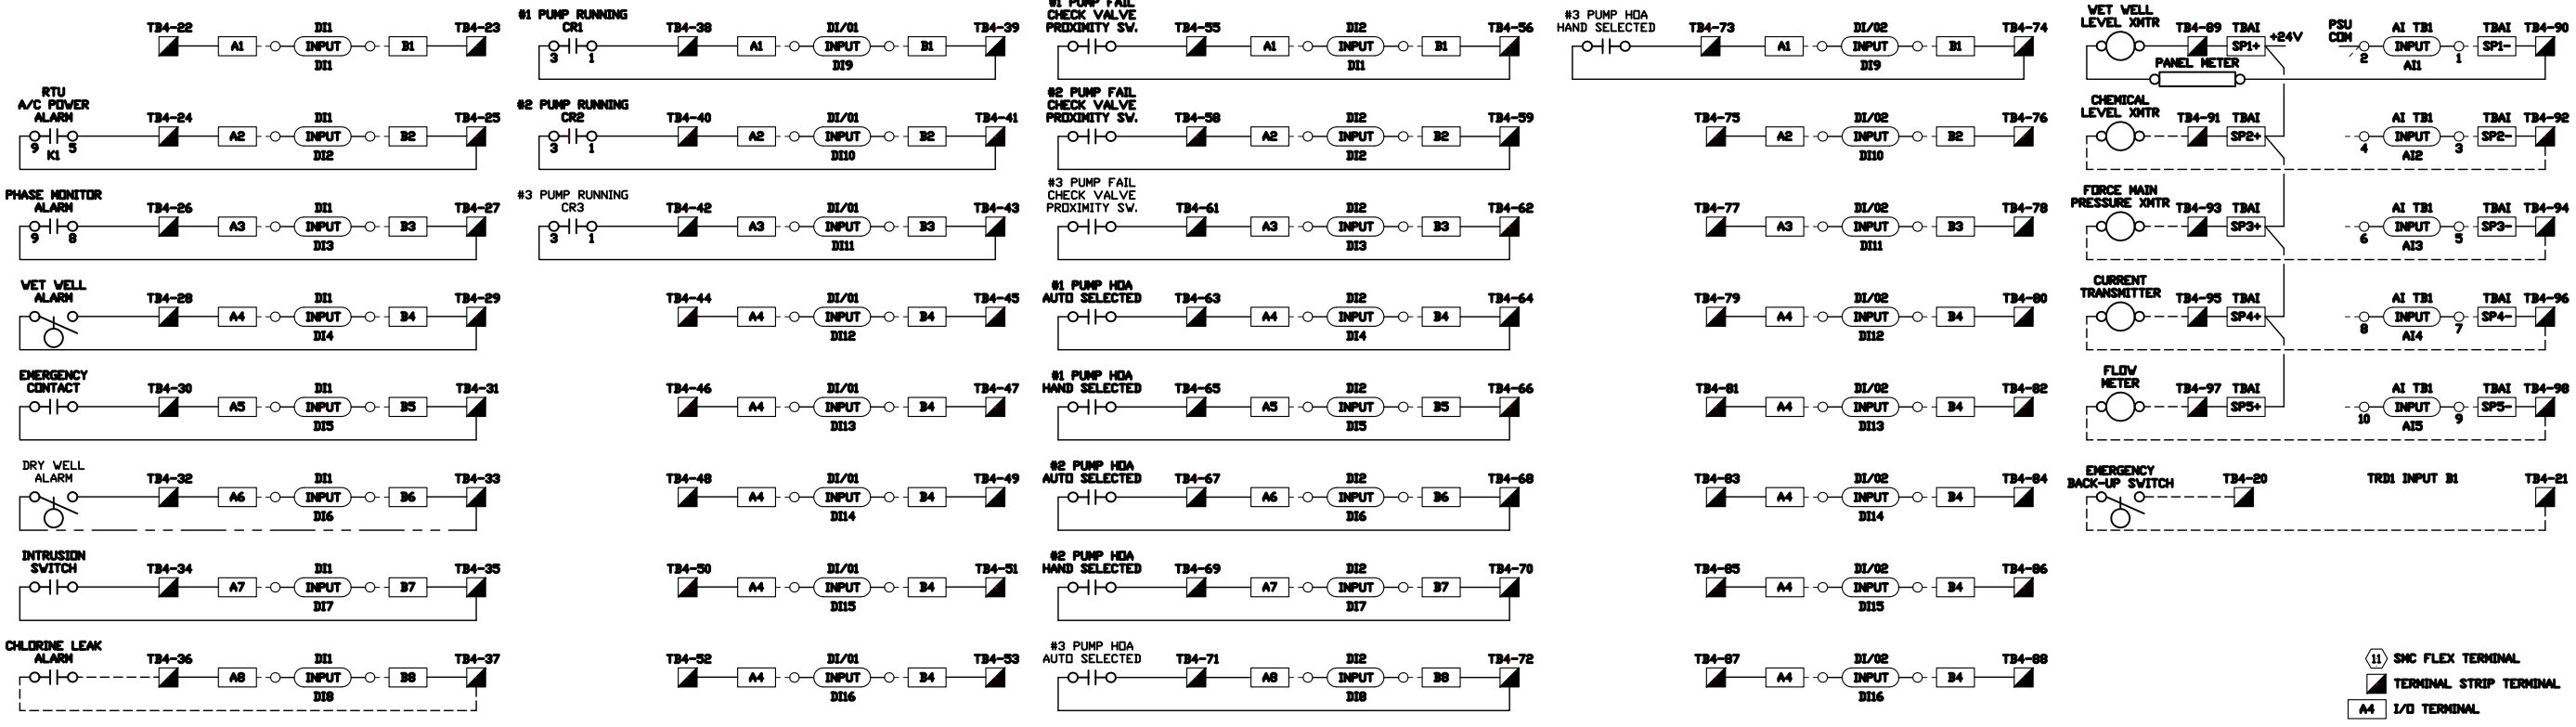 TB4-22 DI1 TB4-23
A1 INPUT B1
DI1
RTU
A/C POWER
ALARM
TB4-24 DI1 TB4-25
A2 INPUT B2
9 5
K1
DI2
PHASE MONITOR
ALARM
TB4-26 DI1 TB4-27
A3 INPUT B3
9 8
DI3
WET WELL
ALARM
TB4-28 DI1 TB4-29
A4 INPUT B4
DI4
EMERGENCY
CONTACT
TB4-30 DI1 TB4-31
A5 INPUT B5
DI5
DRY WELL
ALARM
TB4-32 DI1 TB4-33
A6 INPUT B6
DI6
INTRUSION
SWITCH
TB4-34 DI1 TB4-35
A7 INPUT B7
DI7
CHLORINE LEAK
ALARM
TB4-36 DI1 TB4-37
A8 INPUT B8
DI8
#1 PUMP RUNNING
CR1
TB4-38 DI/01 TB4-39
A1 INPUT B1
3 1
DI9
#2 PUMP RUNNING
CR2
TB4-40 DI/01 TB4-41
A2 INPUT B2
3 1
DI10
#3 PUMP RUNNING
CR3
TB4-42 DI/01 TB4-43
A3 INPUT B3
3 1
DI11
TB4-44 DI/01 TB4-45
A4 INPUT B4
DI12
TB4-46 DI/01 TB4-47
A4 INPUT B4
DI13
TB4-48 DI/01 TB4-49
A4 INPUT B4
DI14
TB4-50 DI/01 TB4-51
A4 INPUT B4
DI15
TB4-52 DI/01 TB4-53
A4 INPUT B4
DI16
#1 PUMP FAIL
CHECK VALVE
PROXIMITY SW.
TB4-55 DI2 TB4-56
A1 INPUT B1
DI1
#2 PUMP FAIL
CHECK VALVE
PROXIMITY SW.
TB4-58 DI2 TB4-59
A2 INPUT B2
DI2
#3 PUMP FAIL
CHECK VALVE
PROXIMITY SW.
TB4-61 DI2 TB4-62
A3 INPUT B3
DI3
#1 PUMP HOA
AUTO SELECTED
TB4-63 DI2 TB4-64
A4 INPUT B4
DI4
#1 PUMP HOA
HAND SELECTED
TB4-65 DI2 TB4-66
A5 INPUT B5
DI5
#2 PUMP HOA
AUTO SELECTED
TB4-67 DI2 TB4-68
A6 INPUT B6
DI6
#2 PUMP HOA
HAND SELECTED
TB4-69 DI2 TB4-70
A7 INPUT B7
DI7
#3 PUMP HOA
AUTO SELECTED
TB4-71 DI2 TB4-72
A8 INPUT B8
DI8
#3 PUMP HOA
HAND SELECTED
TB4-73 DI/02 TB4-74
A1 INPUT B1
DI9
TB4-75 DI/02 TB4-76
A2 INPUT B2
DI10
TB4-77 DI/02 TB4-78
A3 INPUT B3
DI11
TB4-79 DI/02 TB4-80
A4 INPUT B4
DI12
TB4-81 DI/02 TB4-82
A4 INPUT B4
DI13
TB4-83 DI/02 TB4-84
A4 INPUT B4
DI14
TB4-85 DI/02 TB4-86
A4 INPUT B4
DI15
TB4-87 DI/02 TB4-88
A4 INPUT B4
DI16
WET WELL
LEVEL XMTR
TB4-89 TBAI
SP1+ +24V
PSU
COM
AI TB1 TBAI TB4-90
2 INPUT 1 SP1-
AI1
PANEL METER
CHEMICAL
LEVEL XMTR
TB4-91 TBAI AI TB1 TBAI TB4-92
SP2+ 4 INPUT 3 SP2-
AI2
FORCE MAIN
PRESSURE XMTR
TB4-93 TBAI AI TB1 TBAI TB4-94
SP3+ 6 INPUT 5 SP3-
AI3
CURRENT
TRANSMITTER
TB4-95 TBAI AI TB1 TBAI TB4-96
SP4+ 8 INPUT 7 SP4-
AI4
FLOW
METER
TB4-97 TBAI AI TB1 TBAI TB4-98
SP5+ 10 INPUT 9 SP5-
AI5
EMERGENCY
BACK-UP SWITCH
TB4-20 TRD1 INPUT B1 TB4-21
11 SMC FLEX TERMINAL
TERMINAL STRIP TERMINAL
A4 I/O TERMINAL